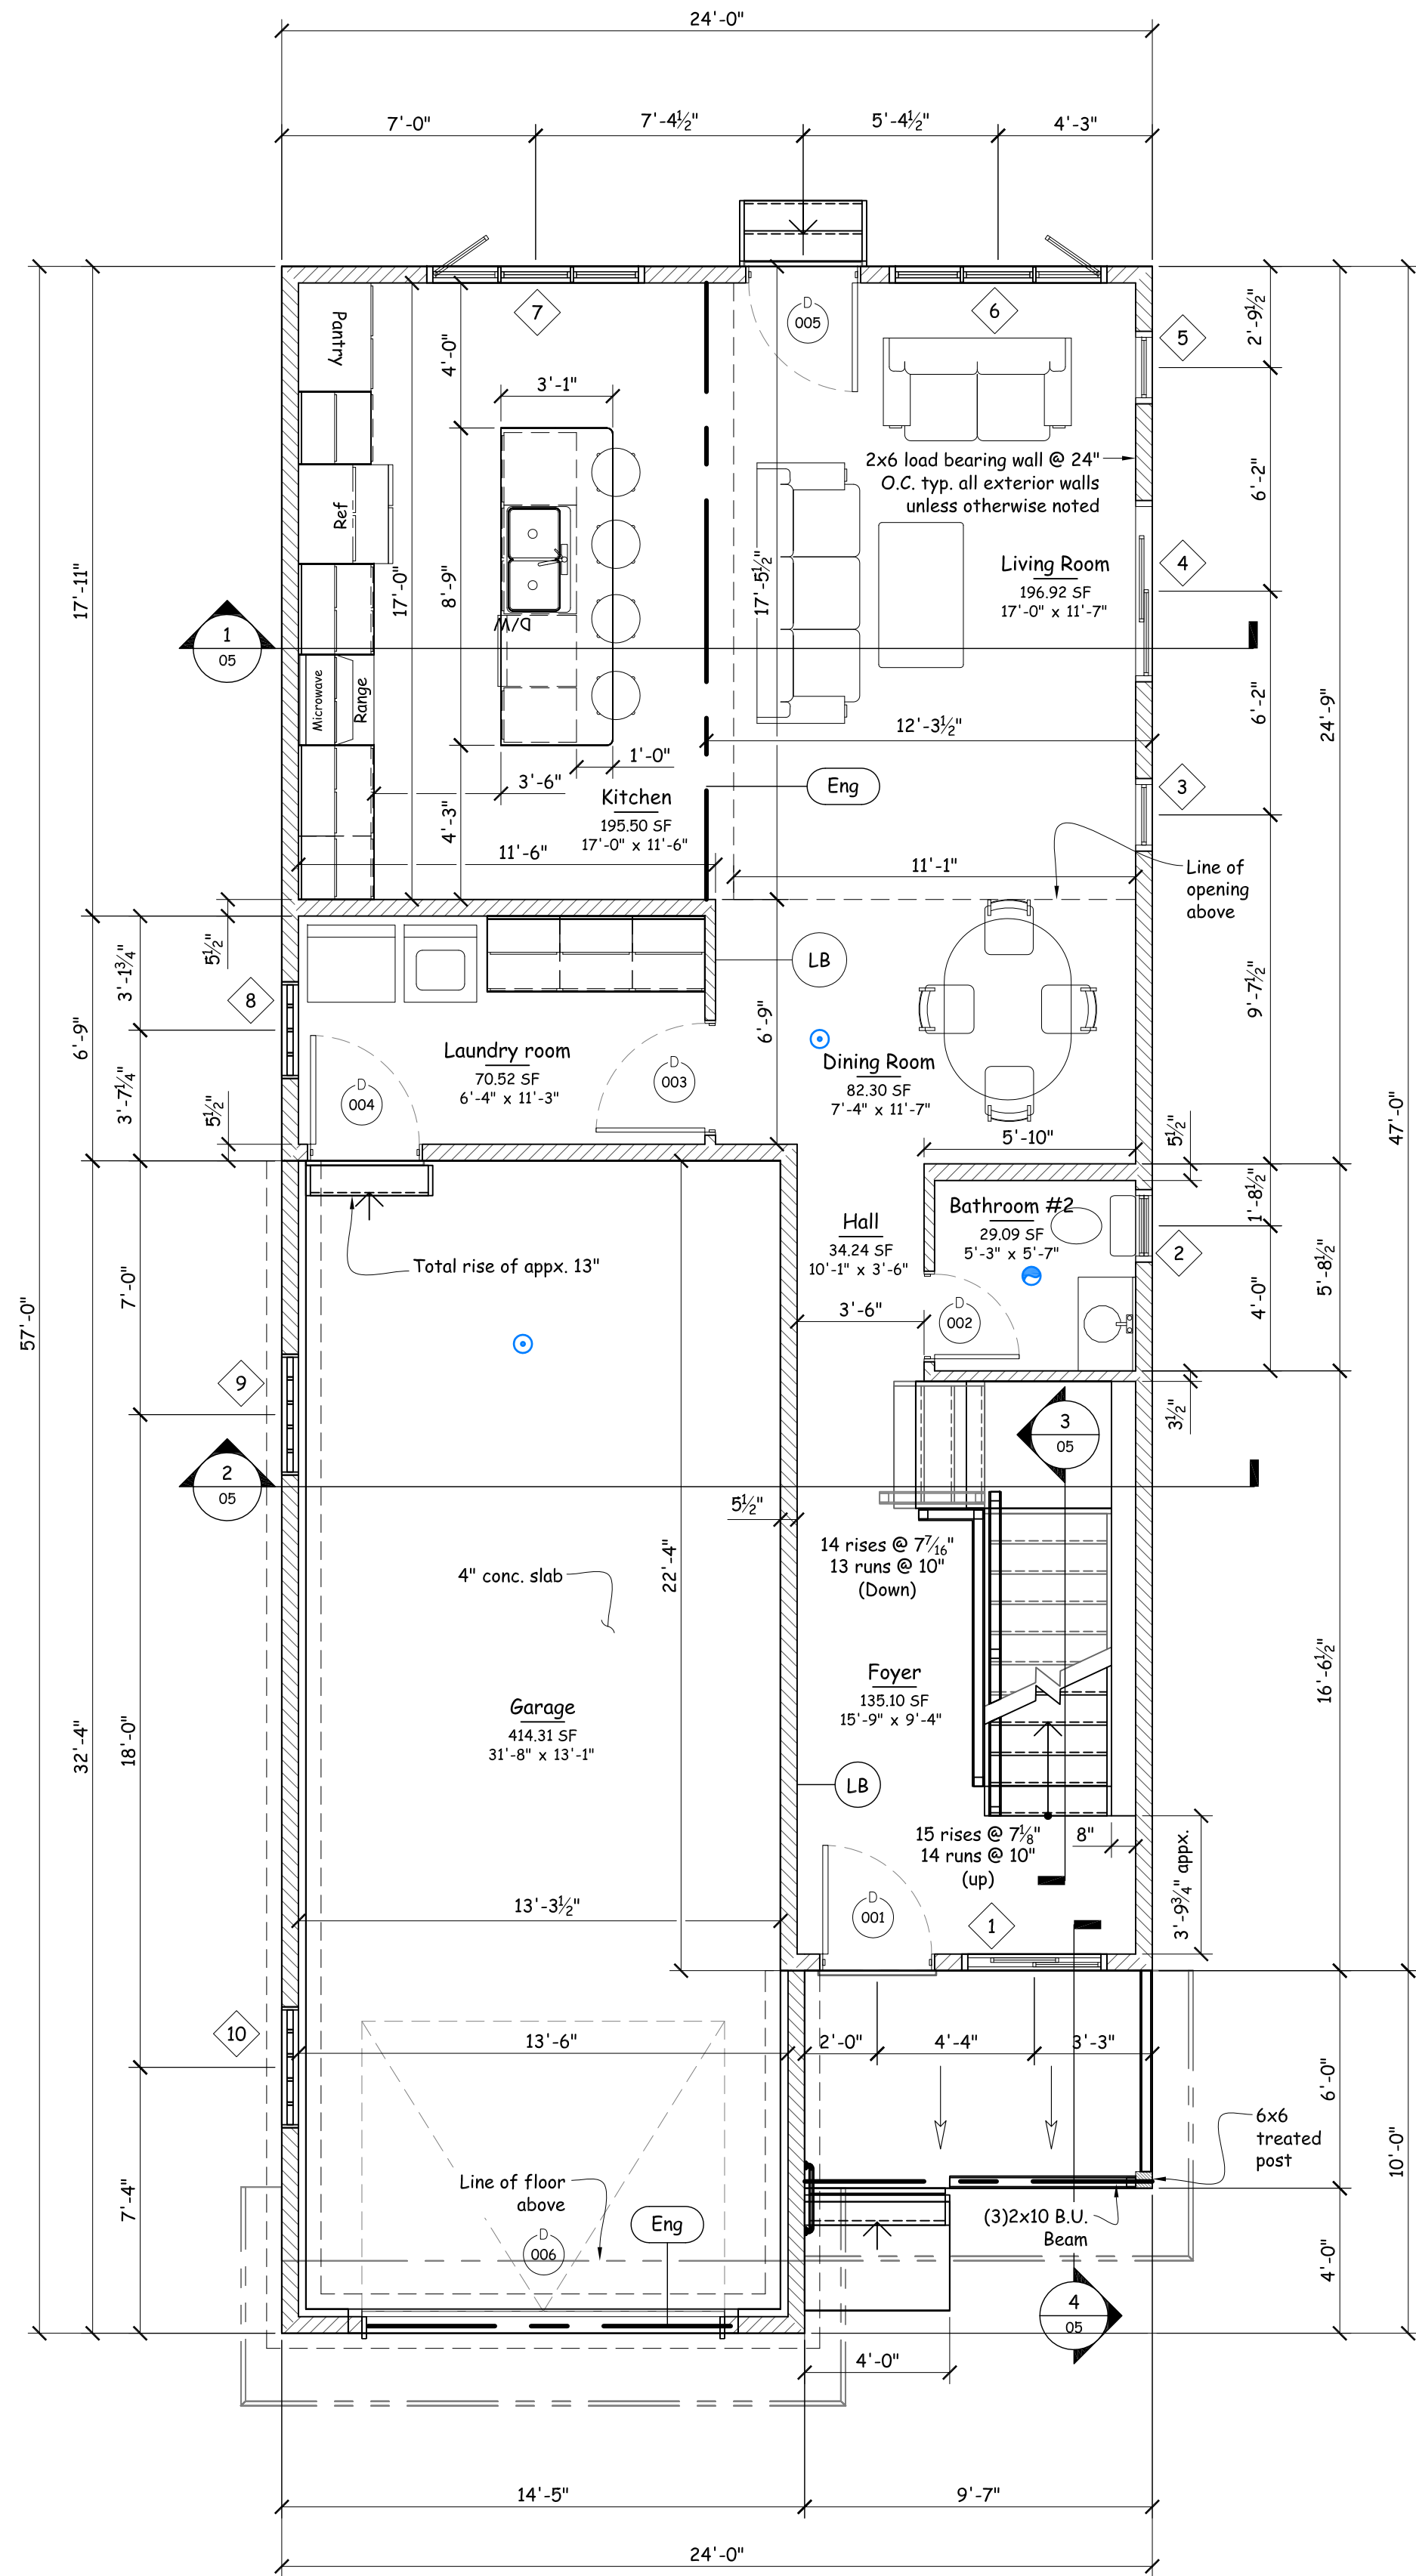 24'-0"
7'-0"
7'-4½"
5'-4½"
4'-3"
Pantry
7
D
005
6
5
2'-9½"
4'-0"
3'-1"
2x6 load bearing wall @ 24"
O.C. typ. all exterior walls
unless otherwise noted
6'-2"
Ref
17'-11"
17'-0"
8'-9"
17'-5½"
Living Room
196.92 SF
17'-0" x 11'-7"
4
D/W
1
05
Microwave
Range
6'-2"
24'-9"
12'-3½"
1'-0"
3'-6"
Eng
3
Kitchen
195.50 SF
17'-0" x 11'-6"
4'-3"
11'-6"
11'-1"
Line of
opening
above
5½"
3'-1¾"
8
LB
9'-7½"
6'-9"
6'-9"
Laundry room
70.52 SF
6'-4" x 11'-3"
Dining Room
82.30 SF
7'-4" x 11'-7"
D
003
D
004
3'-7¼"
5½"
5'-10"
5½"
47'-0"
Bathroom #2
29.09 SF
5'-3" x 5'-7"
1'-8½"
Hall
34.24 SF
10'-1" x 3'-6"
2
5'-8½"
Total rise of appx. 13"
7'-0"
57'-0"
3'-6"
D
002
4'-0"
9
3½"
3
05
2
05
5½"
14 rises @ 7⁷⁄₁₆"
13 runs @ 10"
(Down)
22'-4"
4" conc. slab
Foyer
135.10 SF
15'-9" x 9'-4"
16'-6½"
Garage
414.31 SF
31'-8" x 13'-1"
32'-4"
18'-0"
LB
15 rises @ 7⅛"
14 runs @ 10"
(up)
8"
3'-9¾" appx.
13'-3½"
D
001
1
10
13'-6"
2'-0"
4'-4"
3'-3"
6'-0"
6x6
treated
post
10'-0"
7'-4"
Line of floor
above
Eng
D
006
(3)2x10 B.U.
Beam
4'-0"
4
05
4'-0"
14'-5"
9'-7"
24'-0"